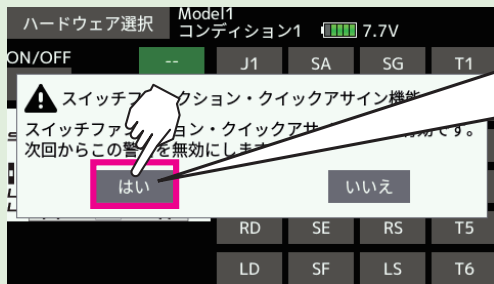 ハードウェア選択
Model1
コンディション1
7.7V
ON/OFF
--
J1
SA
SG
T1
スイッチフ クション・クイックアサイン機能
スイッチファ ョン・クイックア です。
次回からこの警 を無効にしま
はい
いいえ
RD
SE
RS
T5
LD
SF
LS
T6